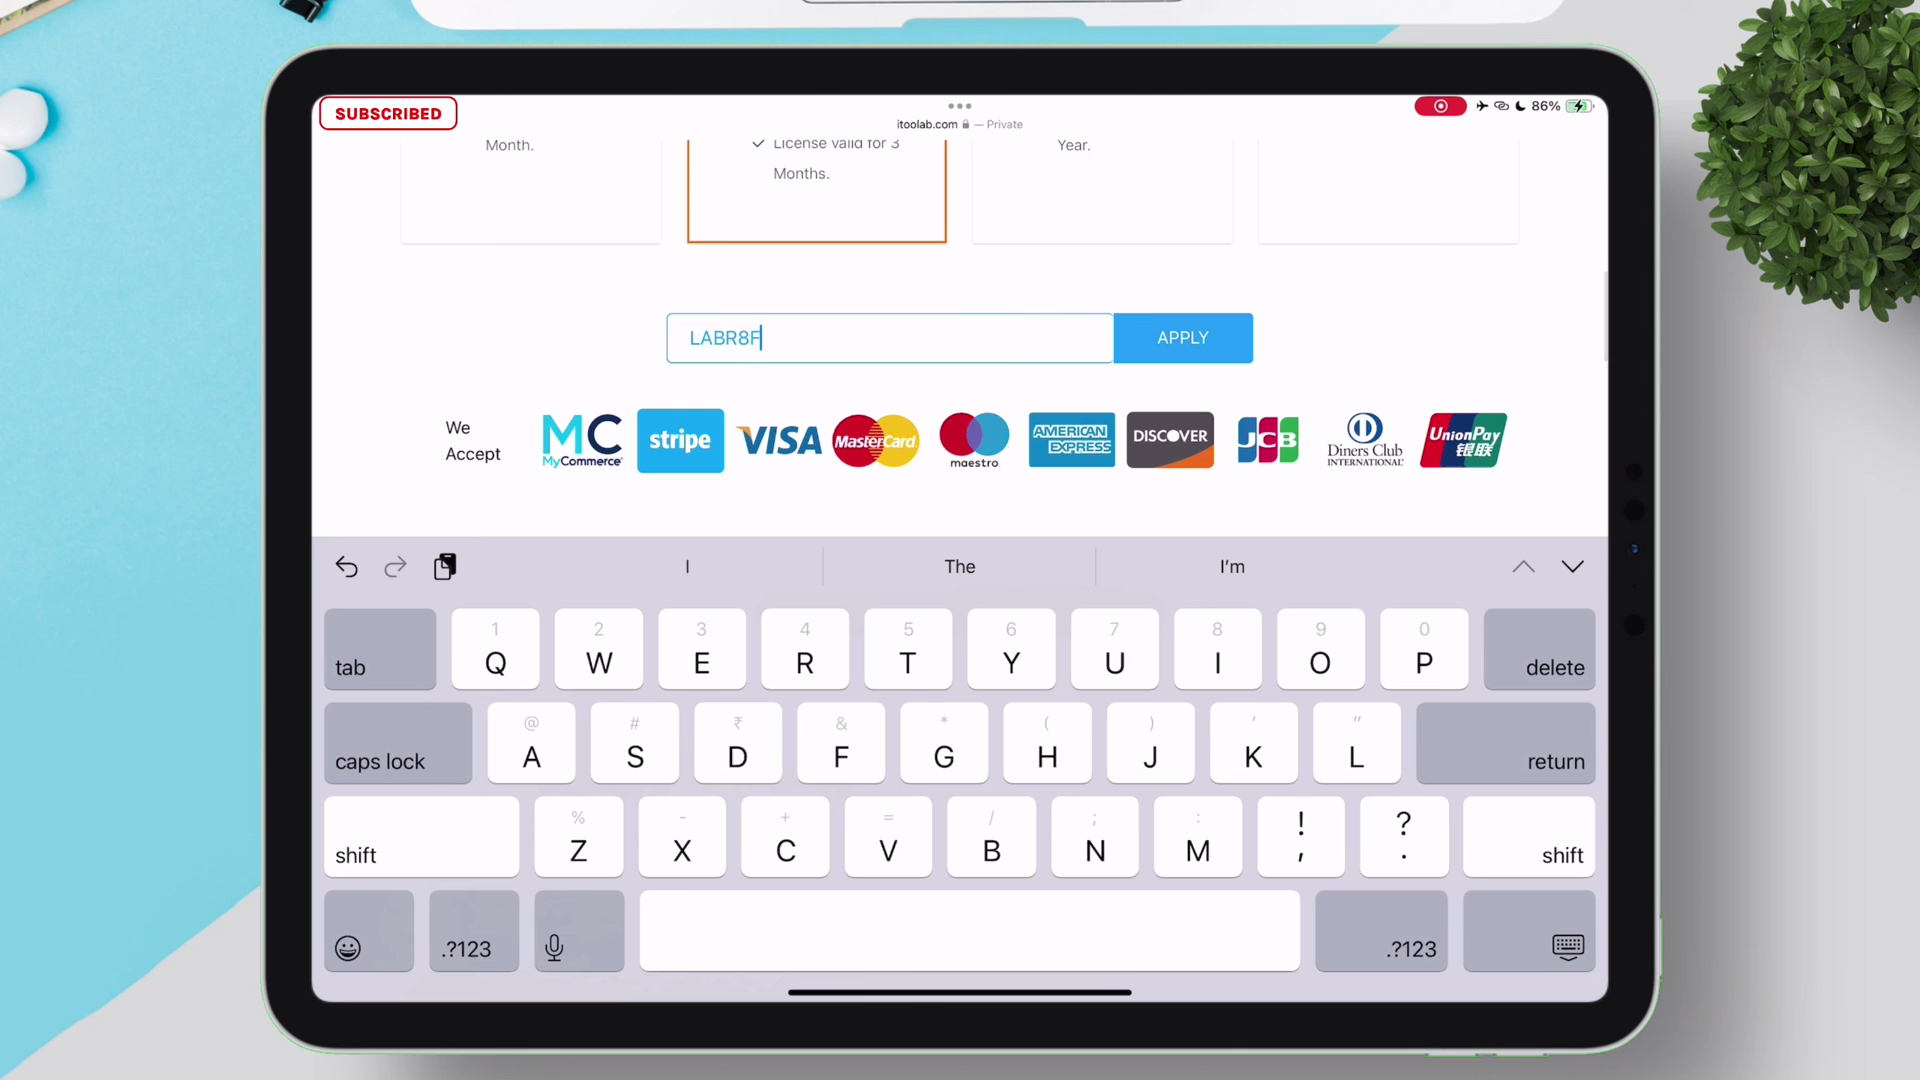 SUBSCRIBED
itoolab.com — Private
86%
Month.
License valid for 3
Months.
Year.
LABR8F
APPLY
We
Accept
MC
MyCommerce
stripe
VISA
MasterCard
maestro
AMERICAN
EXPRESS
DISCOVER
JCB
Diners Club
INTERNATIONAL
UnionPay
银联
I
The
I'm
1 2 3 4 5 6 7 8 9 0
tab Q W E R T Y U I O P delete
@ # ₹ & * ( ) ' "
caps lock A S D F G H J K L return
% - + = / ; : ! ?
shift Z X C V B N M , . shift
.?123 .?123